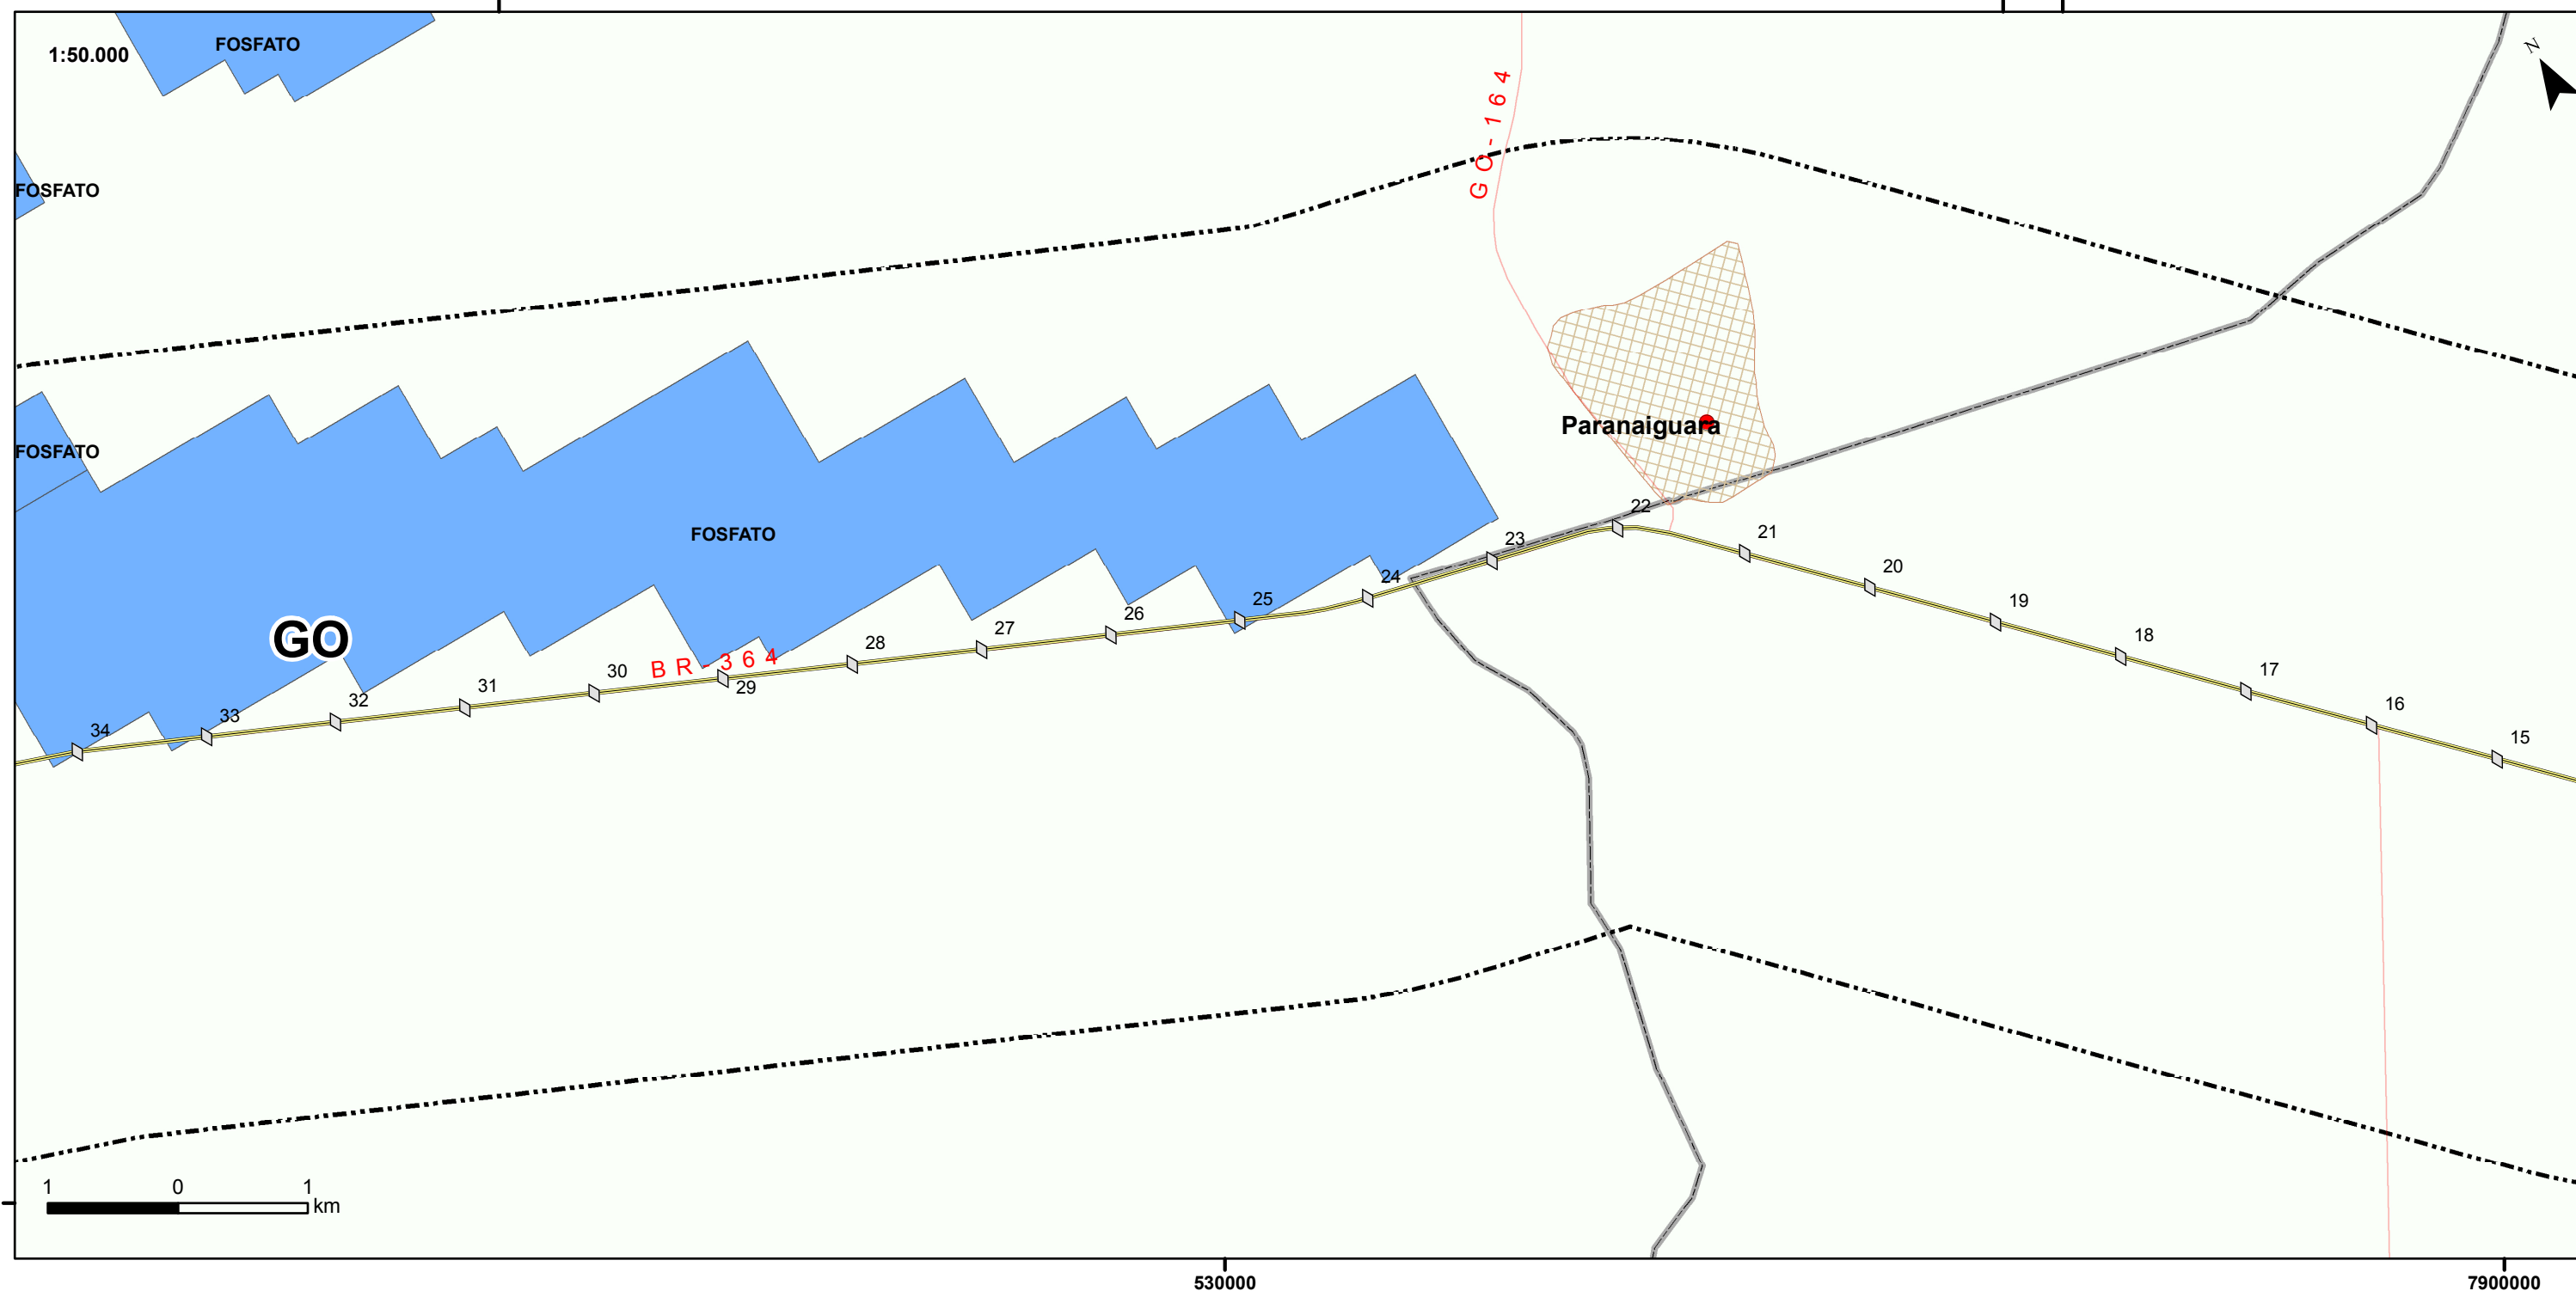 FOSFATO
1:50.000
N
GO-164
FOSFATO
Paranaiguara
FOSFATO
22
21
23
FOSFATO
20
24
25
19
26
GO
27
18
28
BR-364
17
30
29
31
32
16
33
34
15
1 0 1
km
530000
7900000